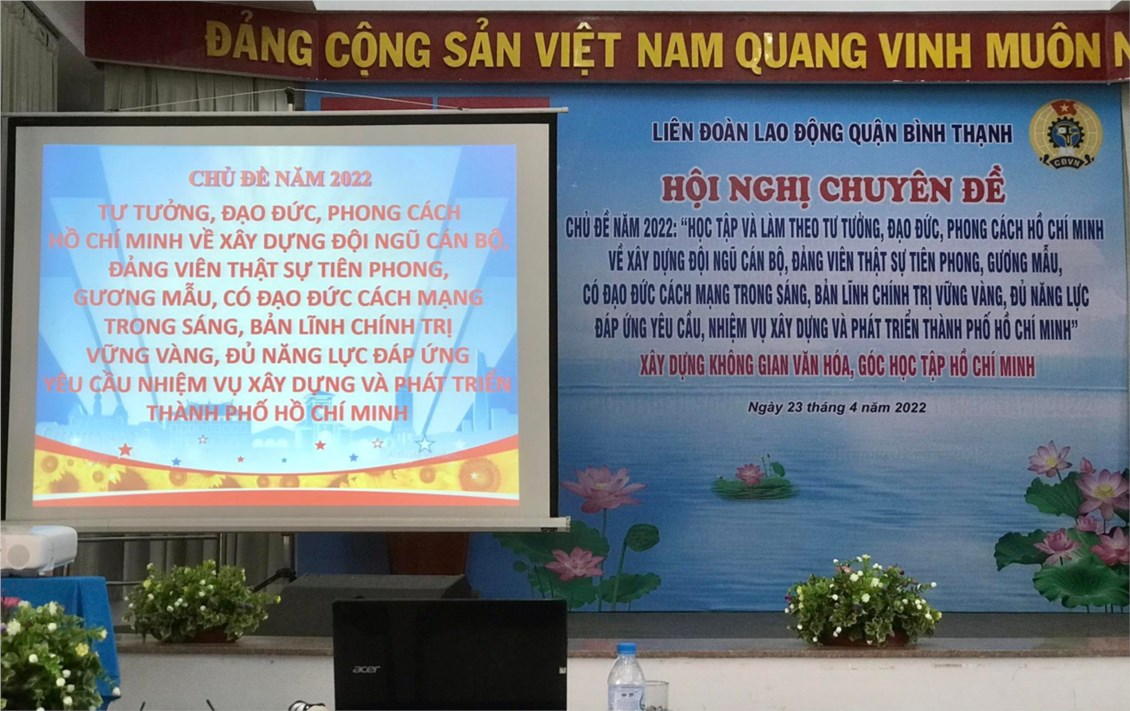 ĐẢNG CỘNG SẢN VIỆT NAM QUANG VINH MUÔN
CHỦ ĐỀ NĂM 2022
TƯ TƯỞNG, ĐẠO ĐỨC, PHONG CÁCH
HỒ CHÍ MINH VỀ XÂY DỰNG ĐỘI NGŨ CÁN BỘ,
ĐẢNG VIÊN THẬT SỰ TIÊN PHONG,
GƯƠNG MẪU, CÓ ĐẠO ĐỨC CÁCH MẠNG
TRONG SÁNG, BẢN LĨNH CHÍNH TRỊ
VỮNG VÀNG, ĐỦ NĂNG LỰC ĐÁP ỨNG
YÊU CẦU NHIỆM VỤ XÂY DỰNG VÀ PHÁT TRIỂN
THÀNH PHỐ HỒ CHÍ MINH
LIÊN ĐOÀN LAO ĐỘNG QUẬN BÌNH THẠNH
CĐVN
HỘI NGHỊ CHUYÊN ĐỀ
CHỦ ĐỀ NĂM 2022: “HỌC TẬP VÀ LÀM THEO TƯ TƯỞNG, ĐẠO ĐỨC, PHONG CÁCH HỒ CHÍ MINH
VỀ XÂY DỰNG ĐỘI NGŨ CÁN BỘ, ĐẢNG VIÊN THẬT SỰ TIÊN PHONG, GƯƠNG MẪU,
CÓ ĐẠO ĐỨC CÁCH MẠNG TRONG SÁNG, BẢN LĨNH CHÍNH TRỊ VỮNG VÀNG, ĐỦ NĂNG LỰC
ĐÁP ỨNG YÊU CẦU, NHIỆM VỤ XÂY DỰNG VÀ PHÁT TRIỂN THÀNH PHỐ HỒ CHÍ MINH”
XÂY DỰNG KHÔNG GIAN VĂN HÓA, GÓC HỌC TẬP HỒ CHÍ MINH
Ngày 23 tháng 4 năm 2022
acer